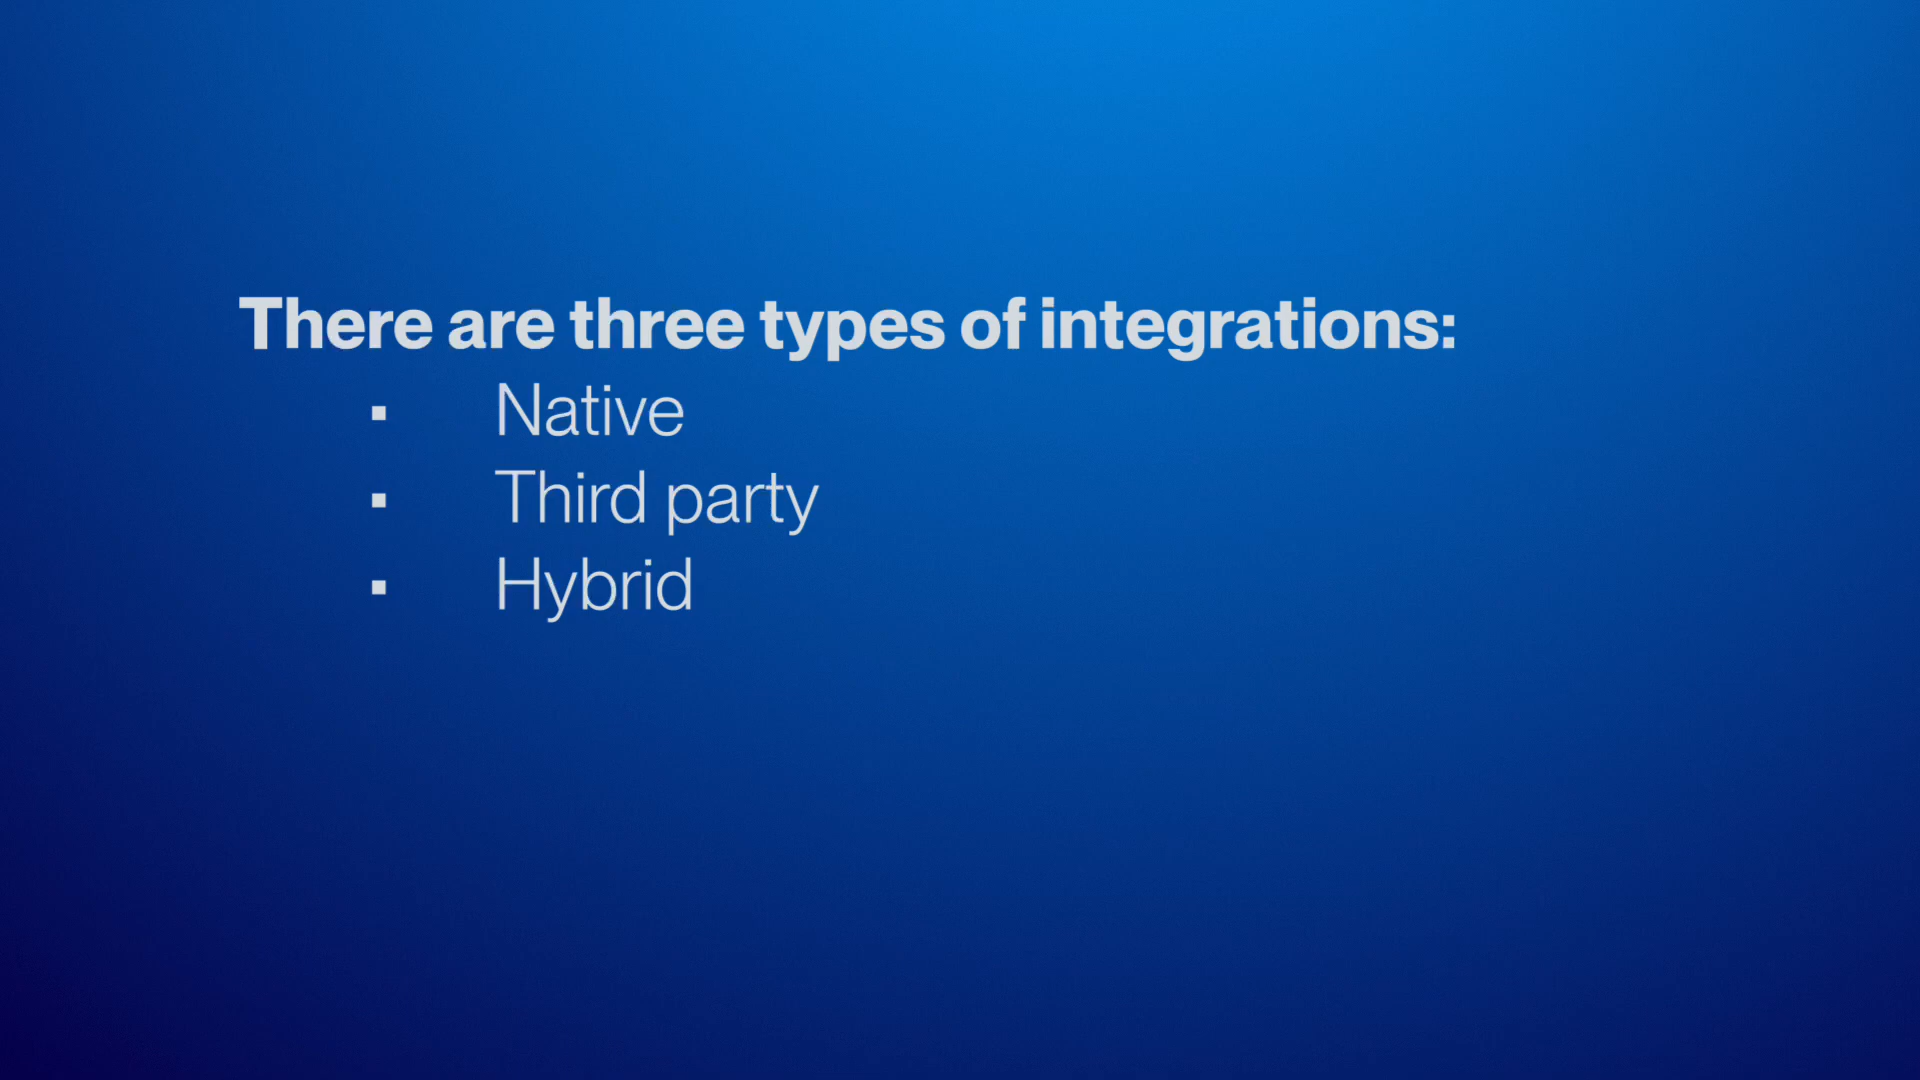 There are three types of integrations:
▪ Native
▪ Third party
▪ Hybrid